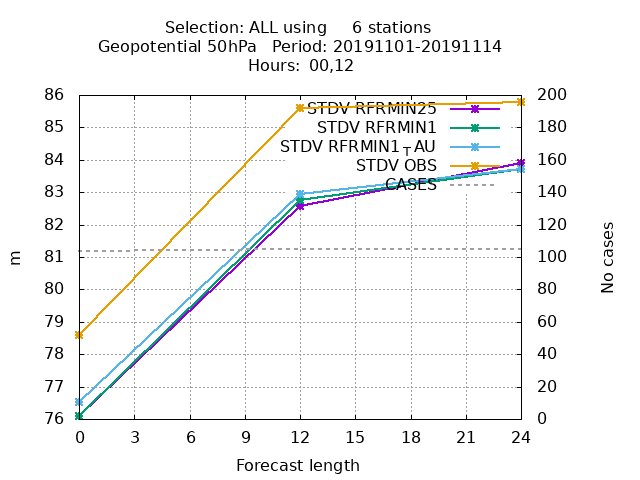 Selection: ALL using     6 stations
Geopotential 50hPa   Period: 20191101-20191114
Hours: 00,12
86 200
85 180
84 160
83 140
82 120
81 100
80 80
79 60
78 40
77 20
76 0
STDV RFRMIN25
STDV RFRMIN1
STDV RFRMIN1TAU
STDV OBS
CASES
m
No cases
0 3 6 9 12 15 18 21 24
Forecast length